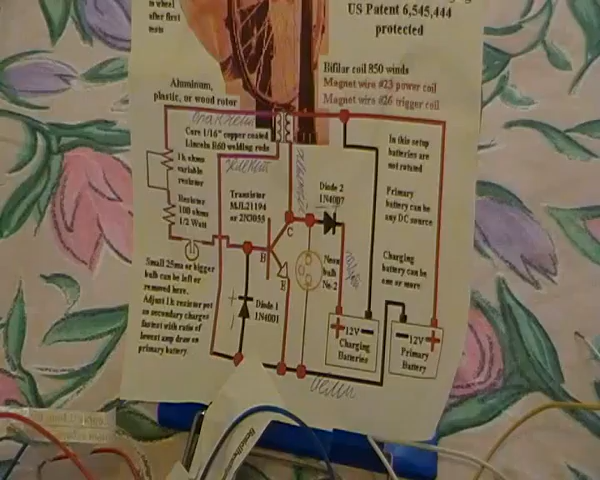 is wheel
after first
tests
US Patent 6,545,444
protected
Bifilar coil 850 winds
Magnet wire #23 power coil
Magnet wire #26 trigger coil
Aluminum,
plastic, or wood rotor
Core 1/16" copper coated
Lincoln R60 welding rods
1k ohms
variable
resistor
Resistor
100 ohms
1/2 Watt
Transistor
MJL21194
or 2N3055
Diode 2
1N4007
In this setup
batteries are
not rotated.
Primary
battery can be
any DC source
Charging
battery can be
one or more.
C
B
E
Neon
bulb
Ne-2
Small 25ma or bigger
bulb can be left or
removed here.
Adjust 1k resistor put
so secondary charges
fastest with ratio of
lowest amp draw on
primary battery.
Diode 1
1N4001
+ 12V -
Charging
Batteries
- 12V +
Primary
Battery
белый